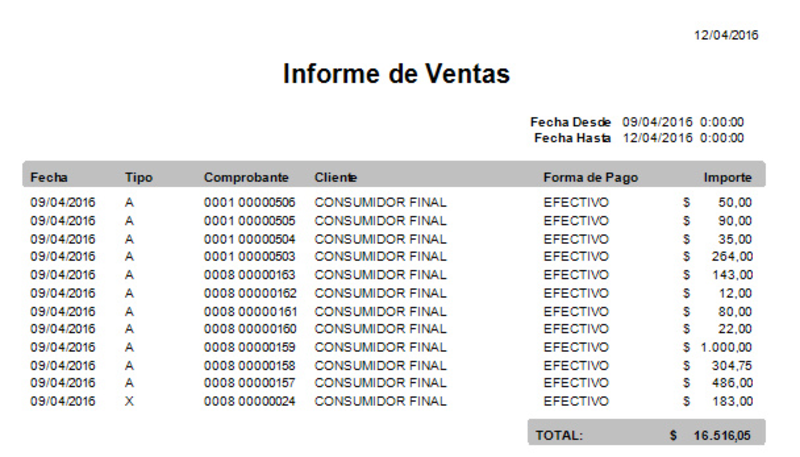 12/04/2016
Informe de Ventas
Fecha Desde 09/04/2016 0:00:00
Fecha Hasta 12/04/2016 0:00:00
Fecha Tipo Comprobante Cliente Forma de Pago Importe
09/04/2016 A 0001 00000506 CONSUMIDOR FINAL EFECTIVO $ 50,00
09/04/2016 A 0001 00000505 CONSUMIDOR FINAL EFECTIVO $ 90,00
09/04/2016 A 0001 00000504 CONSUMIDOR FINAL EFECTIVO $ 35,00
09/04/2016 A 0001 00000503 CONSUMIDOR FINAL EFECTIVO $ 264,00
09/04/2016 A 0008 00000163 CONSUMIDOR FINAL EFECTIVO $ 143,00
09/04/2016 A 0008 00000162 CONSUMIDOR FINAL EFECTIVO $ 12,00
09/04/2016 A 0008 00000161 CONSUMIDOR FINAL EFECTIVO $ 80,00
09/04/2016 A 0008 00000160 CONSUMIDOR FINAL EFECTIVO $ 22,00
09/04/2016 A 0008 00000159 CONSUMIDOR FINAL EFECTIVO $ 1.000,00
09/04/2016 A 0008 00000158 CONSUMIDOR FINAL EFECTIVO $ 304,75
09/04/2016 A 0008 00000157 CONSUMIDOR FINAL EFECTIVO $ 486,00
09/04/2016 X 0008 00000024 CONSUMIDOR FINAL EFECTIVO $ 183,00
TOTAL: $ 16.516,05